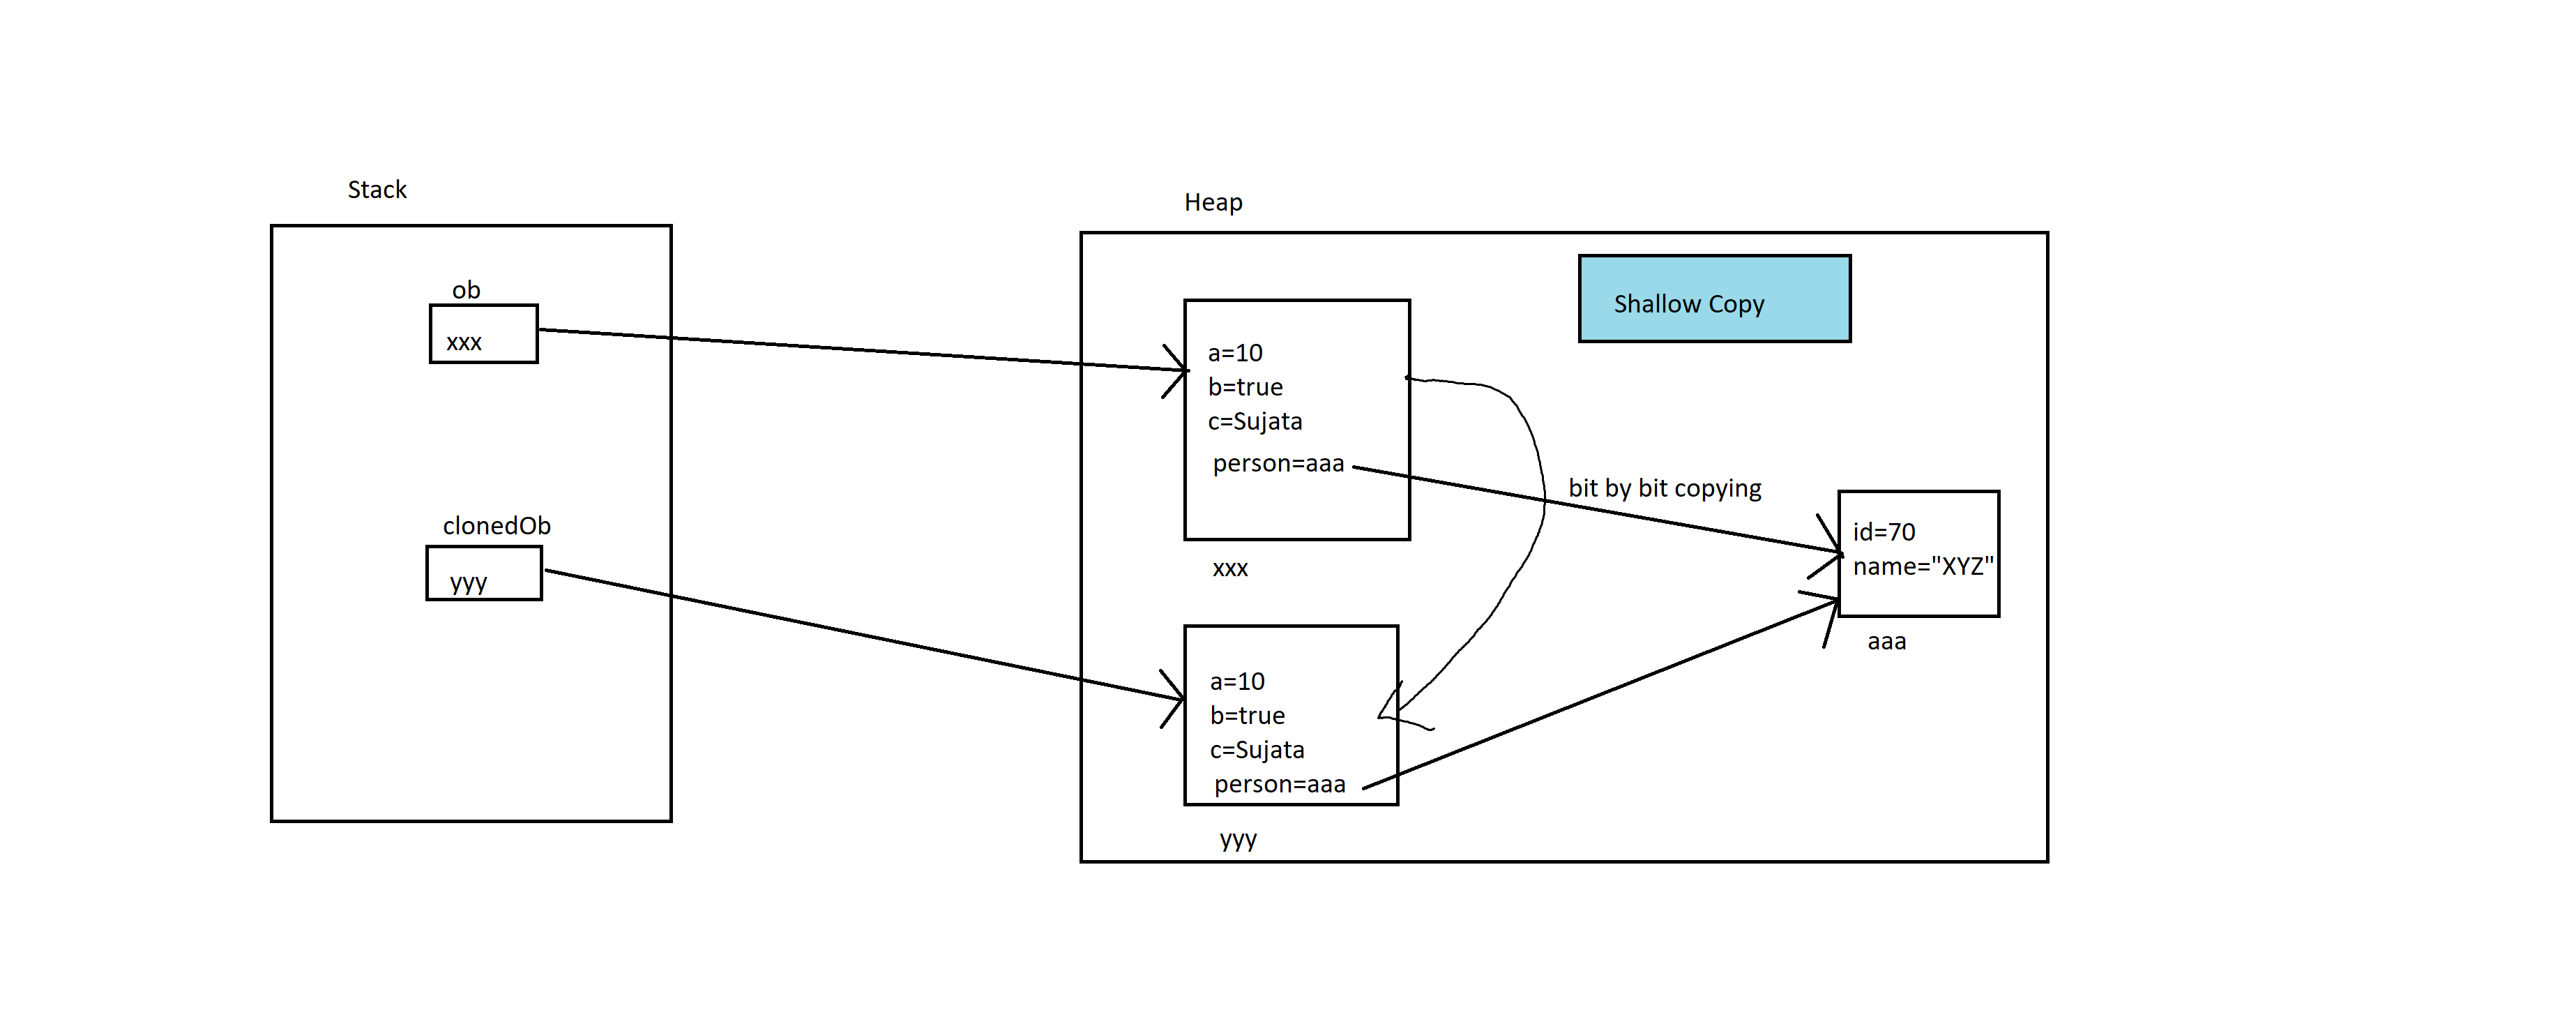 Stack
ob
xxx
clonedOb
yyy
Heap
Shallow Copy
a=10
b=true
c=Sujata
person=aaa
xxx
bit by bit copying
id=70
name="XYZ"
aaa
a=10
b=true
c=Sujata
person=aaa
yyy